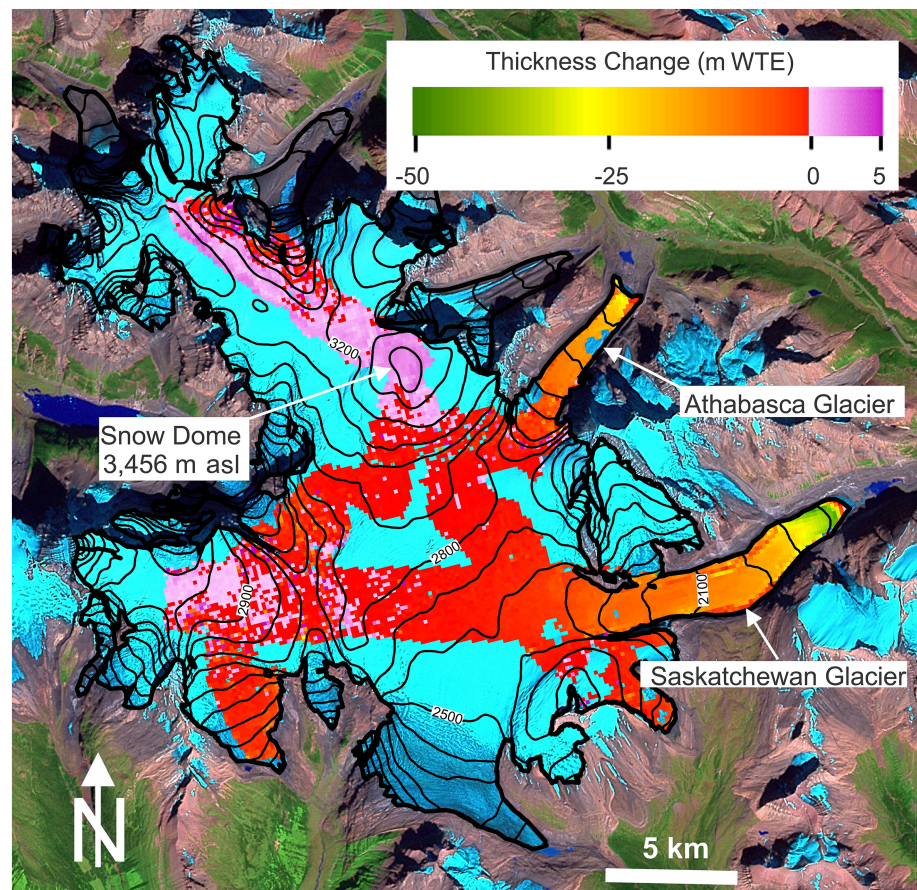 Thickness Change (m WTE)
-50 -25 0 5
3200
Athabasca Glacier
Snow Dome
3,456 m asl
2800
2900
2100
Saskatchewan Glacier
2500
N
5 km